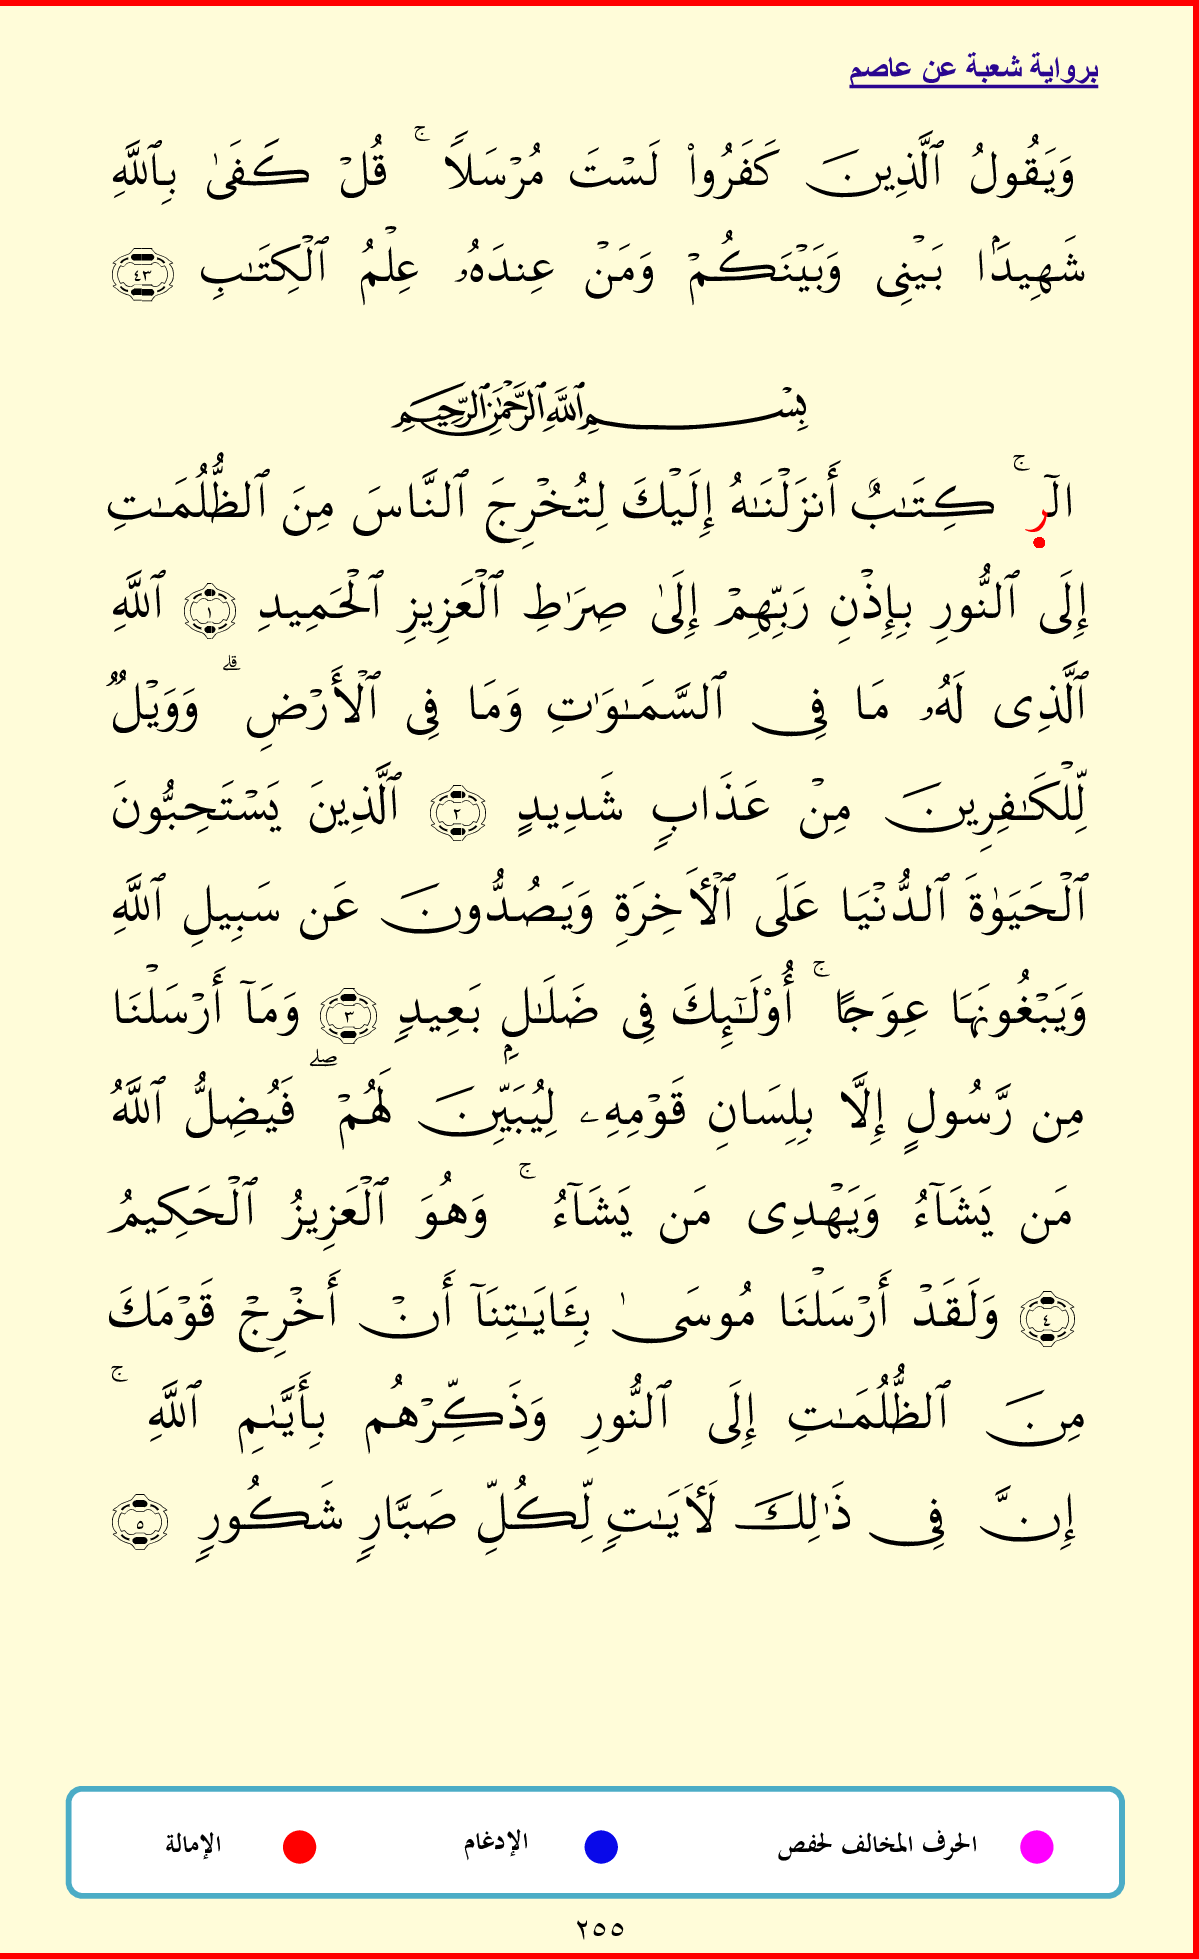 برواية شعبة عن عاصم
وَيَقُولُ ٱلَّذِينَ كَفَرُوا۟ لَسْتَ مُرْسَلًا ۚ قُلْ كَفَىٰ بِٱللَّهِ
شَهِيدًۢا بَيْنِى وَبَيْنَكُمْ وَمَنْ عِندَهُۥ عِلْمُ ٱلْكِتَـٰبِ ٤٣
بِسْمِ ٱللَّهِ ٱلرَّحْمَـٰنِ ٱلرَّحِيمِ
الٓر ۚ كِتَـٰبٌ أَنزَلْنَـٰهُ إِلَيْكَ لِتُخْرِجَ ٱلنَّاسَ مِنَ ٱلظُّلُمَـٰتِ
إِلَى ٱلنُّورِ بِإِذْنِ رَبِّهِمْ إِلَىٰ صِرَٰطِ ٱلْعَزِيزِ ٱلْحَمِيدِ ١ ٱللَّهِ
ٱلَّذِى لَهُۥ مَا فِى ٱلسَّمَـٰوَٰتِ وَمَا فِى ٱلْأَرْضِ ۗ وَوَيْلٌ
لِّلْكَـٰفِرِينَ مِنْ عَذَابٍ شَدِيدٍ ٢ ٱلَّذِينَ يَسْتَحِبُّونَ
ٱلْحَيَوٰةَ ٱلدُّنْيَا عَلَى ٱلْـَٔاخِرَةِ وَيَصُدُّونَ عَن سَبِيلِ ٱللَّهِ
وَيَبْغُونَهَا عِوَجًا ۚ أُو۟لَـٰٓئِكَ فِى ضَلَـٰلٍۭ بَعِيدٍ ٣ وَمَآ أَرْسَلْنَا
مِن رَّسُولٍ إِلَّا بِلِسَانِ قَوْمِهِۦ لِيُبَيِّنَ لَهُمْ ۖ فَيُضِلُّ ٱللَّهُ
مَن يَشَآءُ وَيَهْدِى مَن يَشَآءُ ۚ وَهُوَ ٱلْعَزِيزُ ٱلْحَكِيمُ
٤ وَلَقَدْ أَرْسَلْنَا مُوسَىٰ بِـَٔايَـٰتِنَآ أَنْ أَخْرِجْ قَوْمَكَ
مِنَ ٱلظُّلُمَـٰتِ إِلَى ٱلنُّورِ وَذَكِّرْهُم بِأَيَّىٰمِ ٱللَّهِ ۚ
إِنَّ فِى ذَٰلِكَ لَـَٔايَـٰتٍ لِّكُلِّ صَبَّارٍ شَكُورٍ ٥
الحرف المخالف لحفص الإدغام الإمالة
٢٥٥